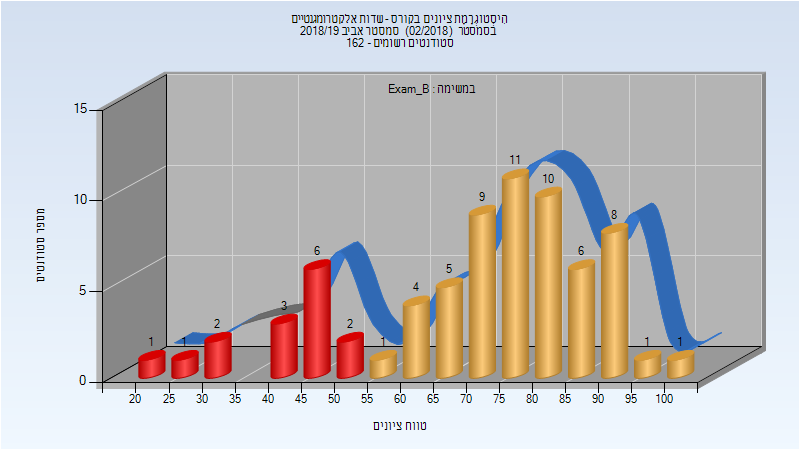 היסטוגרמת ציונים בקורס - שדות אלקטרומגנטיים
בסמסטר (02/2018) סמסטר אביב 2018/19
סטודנטים רשומים - 162
במשימה : Exam_B
מספר סטודנטים
15
10
5
0
1
1
2
3
6
2
1
4
5
9
11
10
6
8
1
1
20 25 30 35 40 45 50 55 60 65 70 75 80 85 90 95 100
טווח ציונים